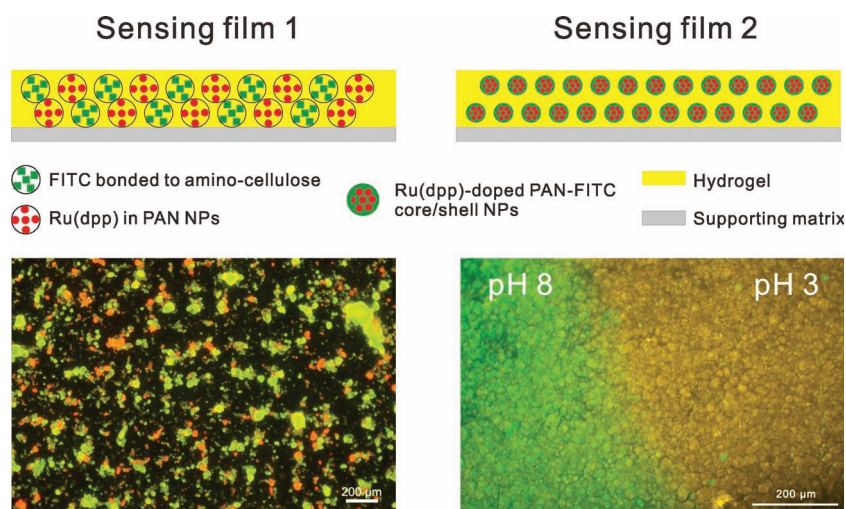 Sensing film 1
Sensing film 2
FITC bonded to amino-cellulose
Ru(dpp) in PAN NPs
Ru(dpp)-doped PAN-FITC
core/shell NPs
Hydrogel
Supporting matrix
pH 8
pH 3
200 µm
200 µm